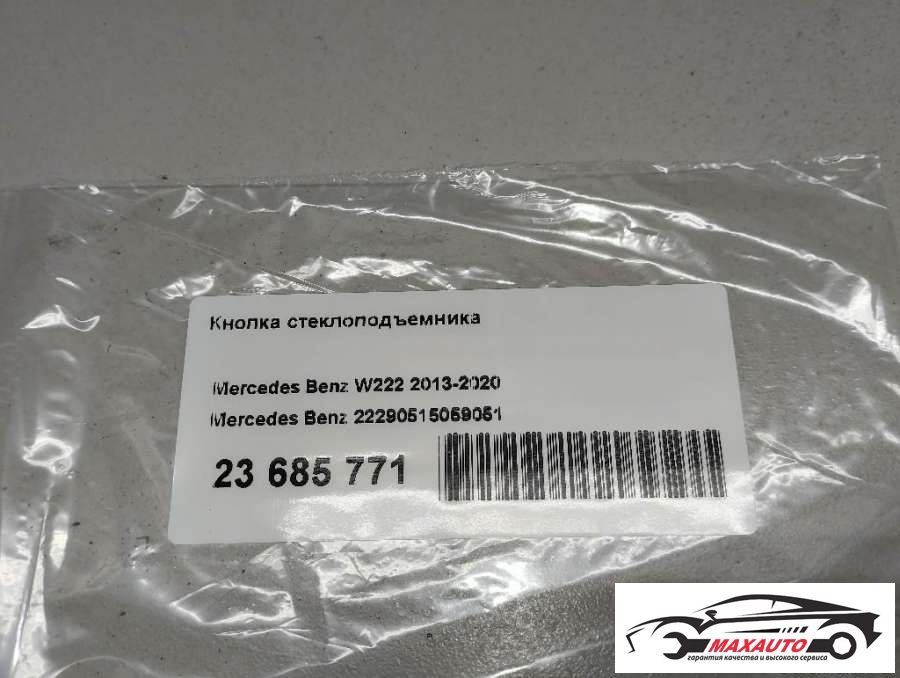 Кнопка стеклоподъемника
Mercedes Benz W222 2013-2020
Mercedes Benz 22290515059051
23 685 771
MAXAUTO
гарантия качества и высокого сервиса